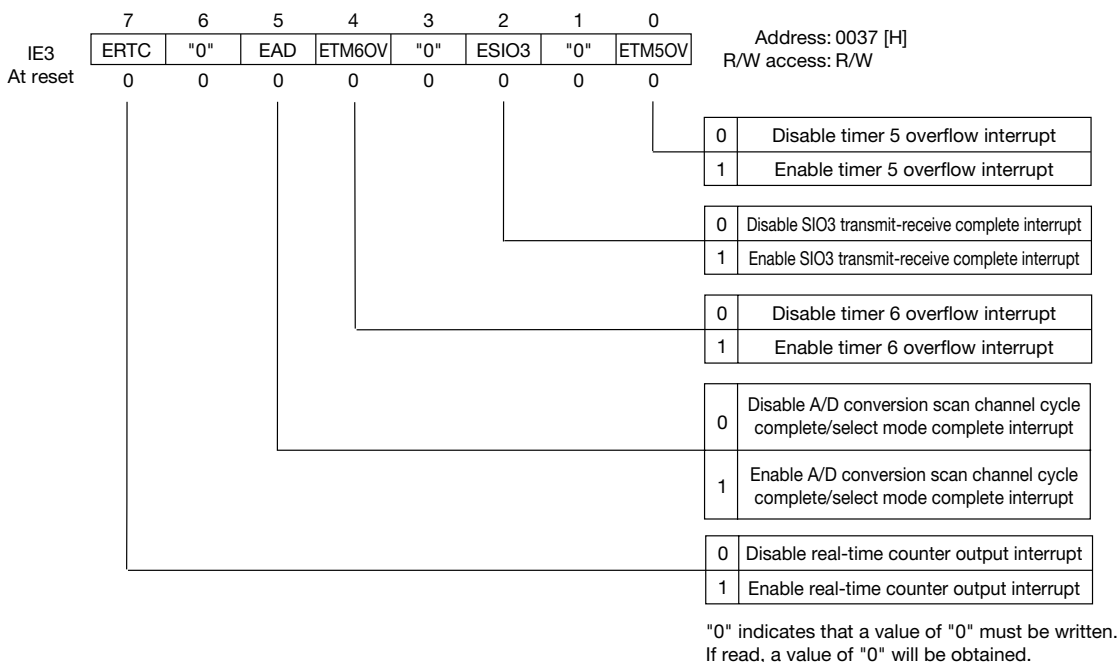 7 6 5 4 3 2 1 0
IE3 ERTC "0" EAD ETM6OV "0" ESIO3 "0" ETM5OV
At reset 0 0 0 0 0 0 0 0
Address: 0037 [H]
R/W access: R/W
0 Disable timer 5 overflow interrupt
1 Enable timer 5 overflow interrupt
0 Disable SIO3 transmit-receive complete interrupt
1 Enable SIO3 transmit-receive complete interrupt
0 Disable timer 6 overflow interrupt
1 Enable timer 6 overflow interrupt
0 Disable A/D conversion scan channel cycle
complete/select mode complete interrupt
1 Enable A/D conversion scan channel cycle
complete/select mode complete interrupt
0 Disable real-time counter output interrupt
1 Enable real-time counter output interrupt
"0" indicates that a value of "0" must be written.
If read, a value of "0" will be obtained.